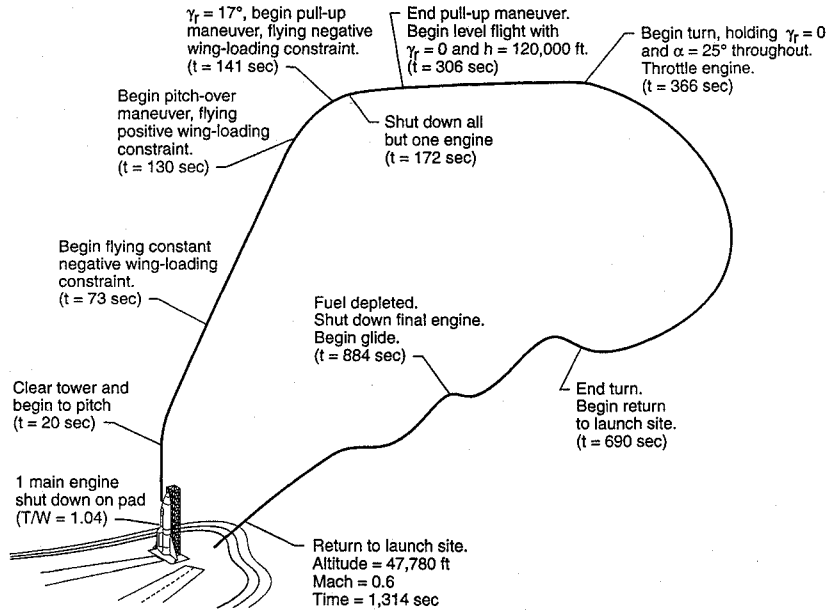 γr = 17°, begin pull-up
maneuver, flying negative
wing-loading constraint.
(t = 141 sec)
End pull-up maneuver.
Begin level flight with
γr = 0 and h = 120,000 ft.
(t = 306 sec)
Begin turn, holding γr = 0
and α = 25° throughout.
Throttle engine.
(t = 366 sec)
Begin pitch-over
maneuver, flying
positive wing-loading
constraint.
(t = 130 sec)
Shut down all
but one engine
(t = 172 sec)
Begin flying constant
negative wing-loading
constraint.
(t = 73 sec)
Fuel depleted.
Shut down final engine.
Begin glide.
(t = 884 sec)
Clear tower and
begin to pitch
(t = 20 sec)
End turn.
Begin return
to launch site.
(t = 690 sec)
1 main engine
shut down on pad
(T/W = 1.04)
Return to launch site.
Altitude = 47,780 ft
Mach = 0.6
Time = 1,314 sec